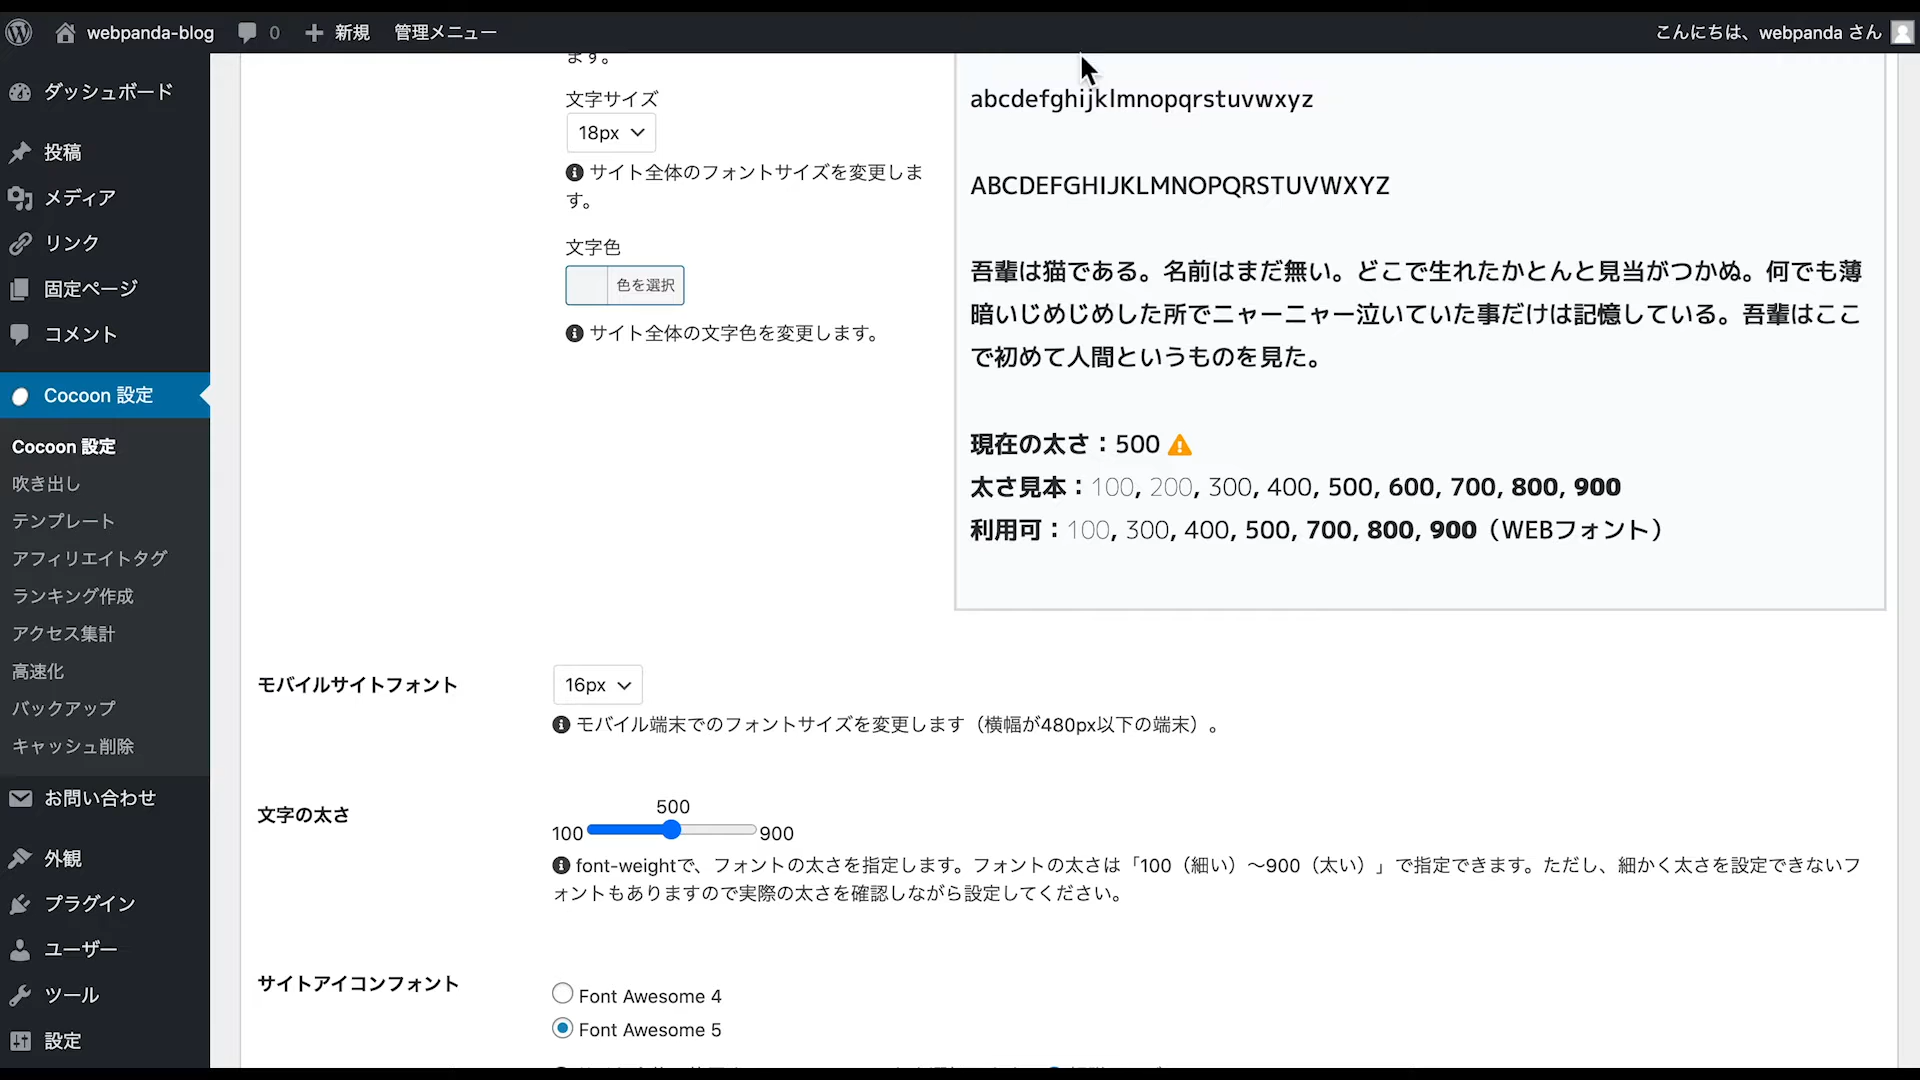 webpanda-blog 0 新規 管理メニュー こんにちは、webpanda さん
ダッシュボード
投稿
メディア
リンク
固定ページ
コメント
Cocoon 設定
Cocoon 設定
吹き出し
テンプレート
アフィリエイトタグ
ランキング作成
アクセス集計
高速化
バックアップ
キャッシュ削除
お問い合わせ
外観
プラグイン
ユーザー
ツール
設定
ます。
文字サイズ
18px
サイト全体のフォントサイズを変更しま
す。
文字色
色を選択
サイト全体の文字色を変更します。
abcdefghijklmnopqrstuvwxyz
ABCDEFGHIJKLMNOPQRSTUVWXYZ
吾輩は猫である。名前はまだ無い。どこで生れたかとんと見当がつかぬ。何でも薄
暗いじめじめした所でニャーニャー泣いていた事だけは記憶している。吾輩はここ
で初めて人間というものを見た。
現在の太さ：500
太さ見本：100, 200, 300, 400, 500, 600, 700, 800, 900
利用可：100, 300, 400, 500, 700, 800, 900（WEBフォント）
モバイルサイトフォント
16px
モバイル端末でのフォントサイズを変更します（横幅が480px以下の端末）。
文字の太さ
500
100 900
font-weightで、フォントの太さを指定します。フォントの太さは「100（細い）〜900（太い）」で指定できます。ただし、細かく太さを設定できないフ
ォントもありますので実際の太さを確認しながら設定してください。
サイトアイコンフォント
Font Awesome 4
Font Awesome 5